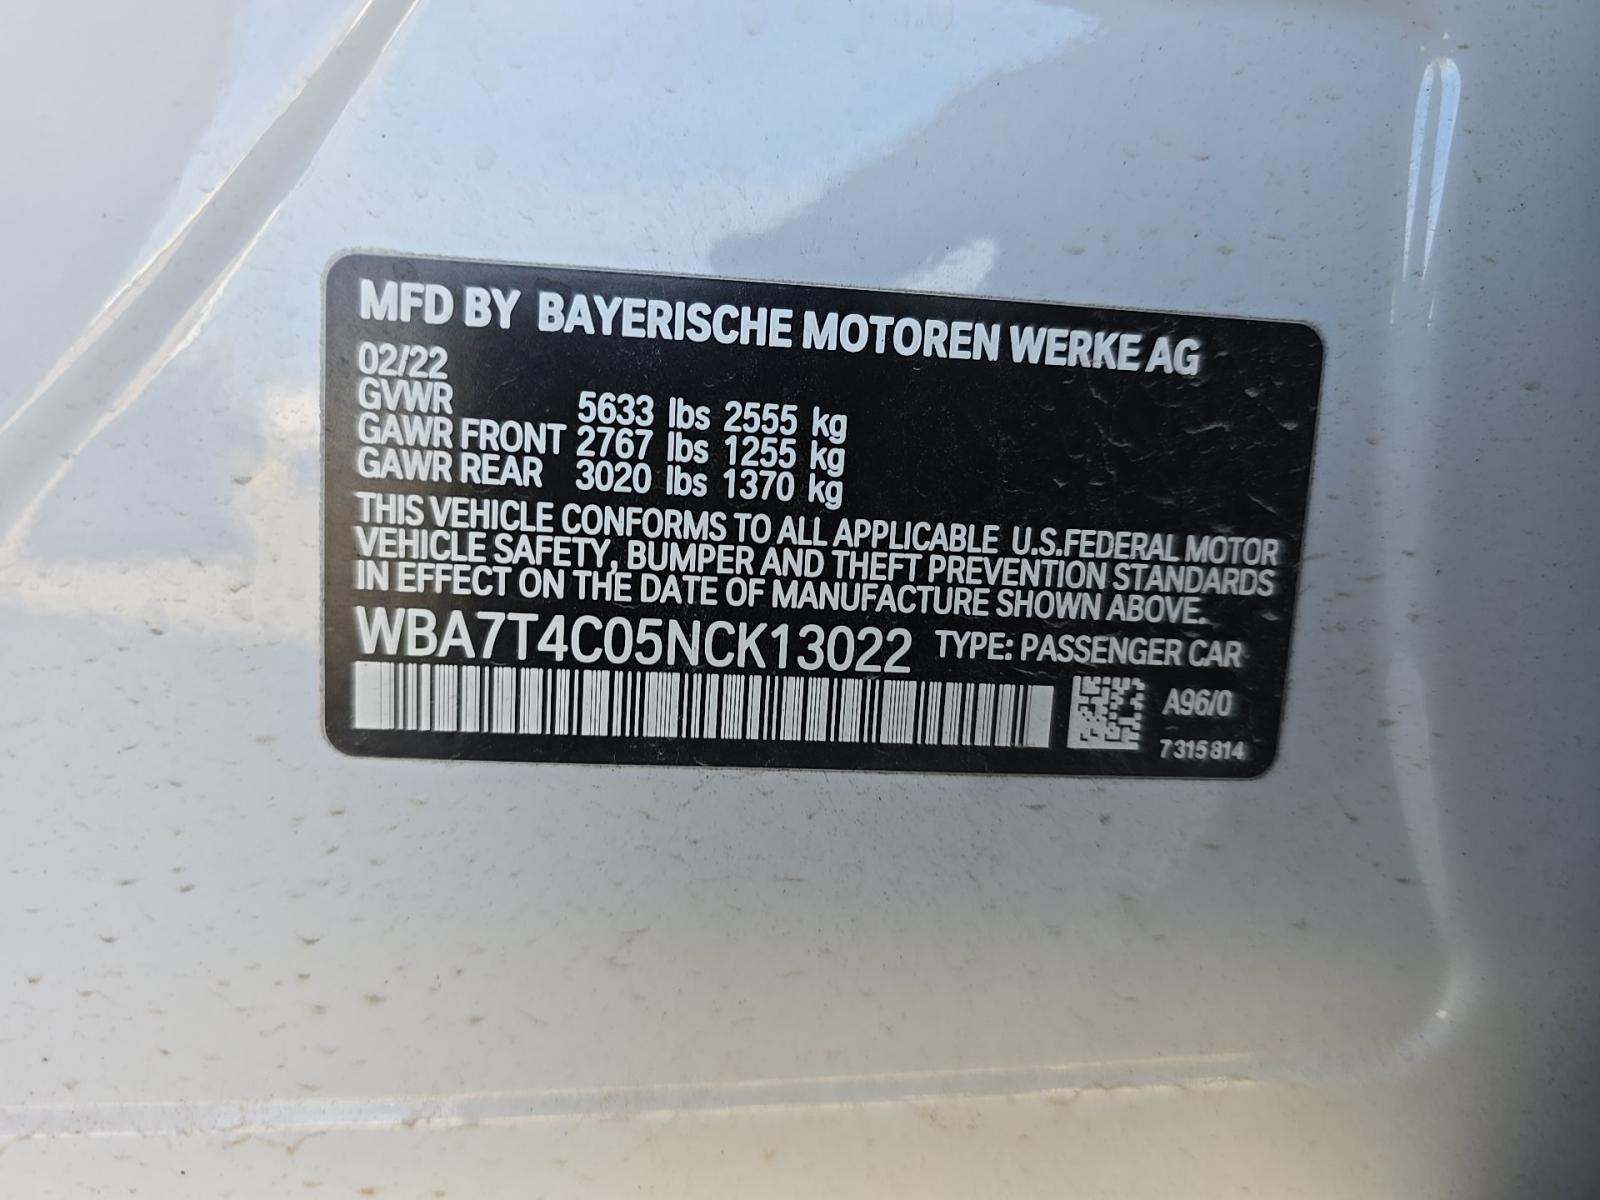 MFD BY BAYERISCHE MOTOREN WERKE AG
02/22
GVWR 5633 lbs 2555 kg
GAWR FRONT 2767 lbs 1255 kg
GAWR REAR 3020 lbs 1370 kg
THIS VEHICLE CONFORMS TO ALL APPLICABLE U.S.FEDERAL MOTOR
VEHICLE SAFETY, BUMPER AND THEFT PREVENTION STANDARDS
IN EFFECT ON THE DATE OF MANUFACTURE SHOWN ABOVE.
WBA7T4C05NCK13022 TYPE: PASSENGER CAR
A96/0
7 315 814